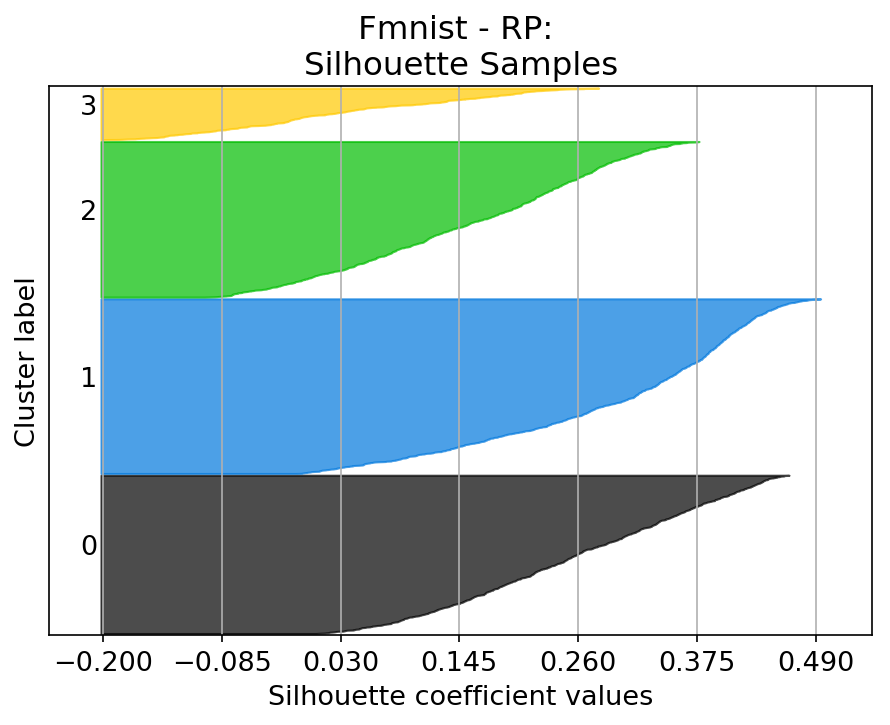 Fmnist - RP:
Silhouette Samples
3
2
1
0
Cluster label
−0.200 −0.085 0.030 0.145 0.260 0.375 0.490
Silhouette coefficient values